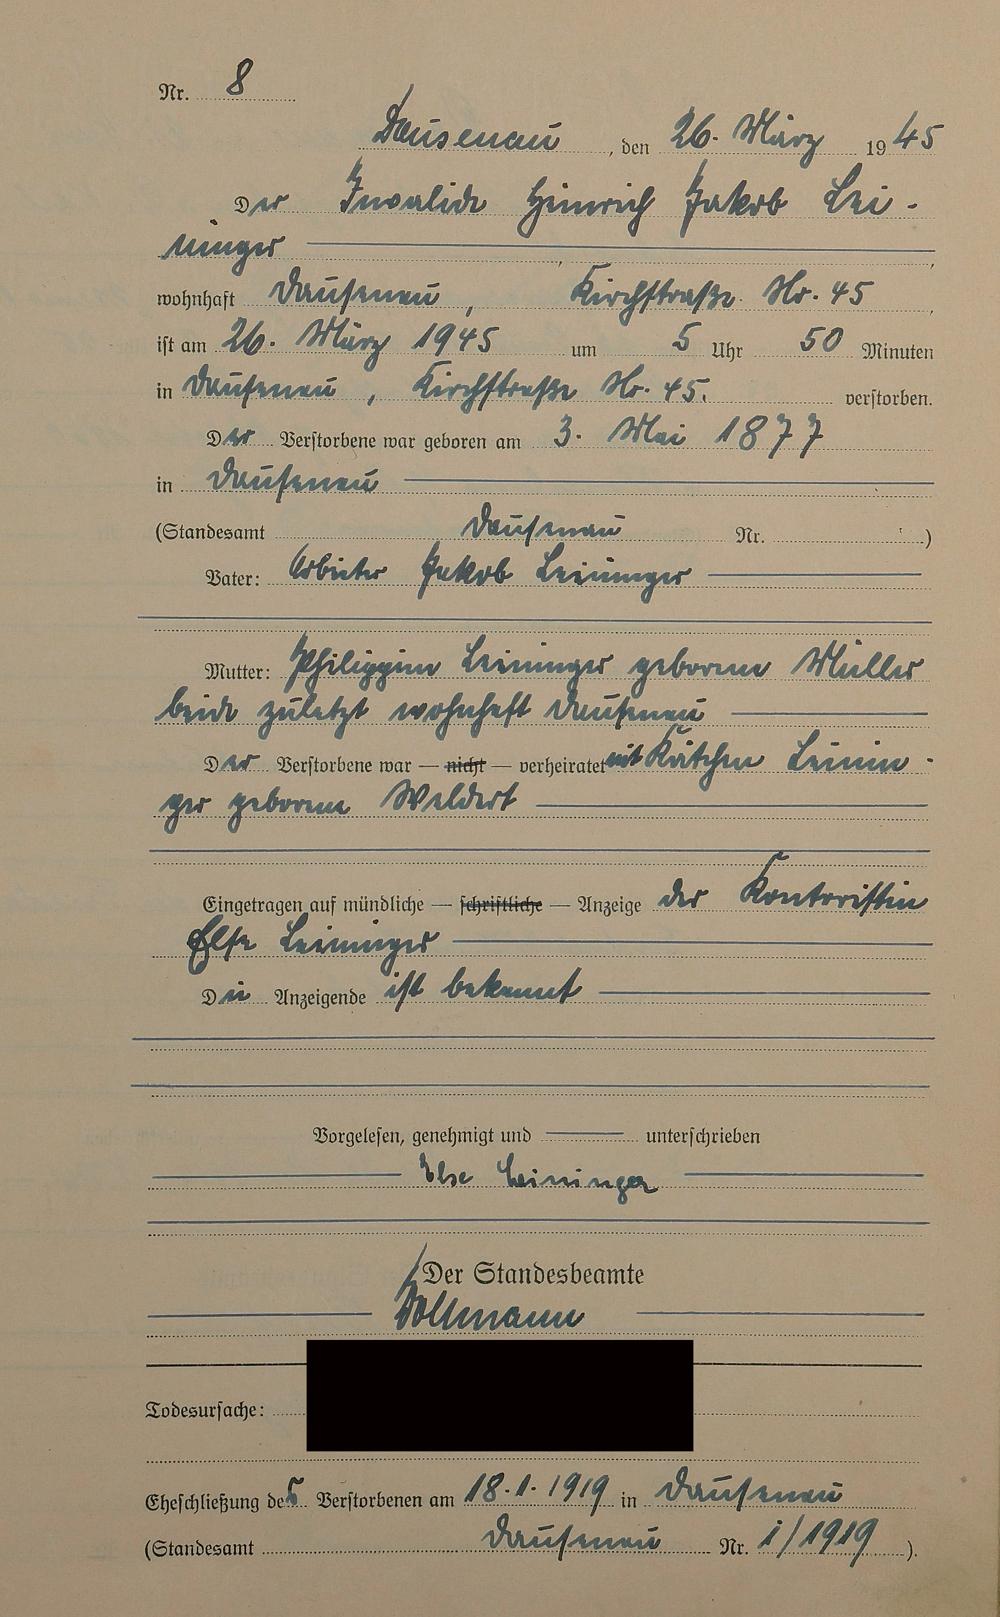 Nr. 8
Dausenau, den 26. März 1945
Der Invalide Heinrich Jakob Lei-
ninger
wohnhaft Dausenau, Kirchstraße Nr. 45,
ist am 26. März 1945 um 5 Uhr 50 Minuten
in Dausenau, Kirchstraße Nr. 45. verstorben.
Der Verstorbene war geboren am 3. Mai 1877
in Dausenau
(Standesamt Dausenau Nr. )
Vater: Arbeiter Jakob Leininger
Mutter: Philippine Leininger geborene Müller
beide zuletzt wohnhaft Dausenau
Der Verstorbene war — nicht — verheiratet mit Kätchen Leinin-
ger geborene Weldert
Eingetragen auf mündliche — schriftliche — Anzeige der Kontoristin
Else Leininger
Die Anzeigende ist bekannt
Vorgelesen, genehmigt und unterschrieben
Else Leininger
Der Standesbeamte
Todesursache:
Eheschließung des Verstorbenen am 18.1.1919 in Dausenau
(Standesamt Dausenau Nr. 1/1919).